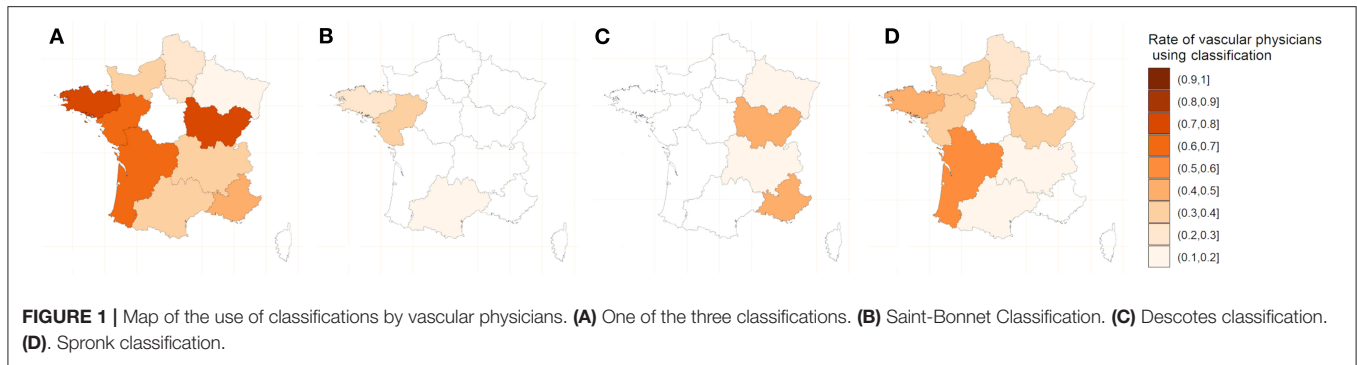 A
B
C
D
Rate of vascular physicians
using classification
(0.9,1]
(0.8,0.9]
(0.7,0.8]
(0.6,0.7]
(0.5,0.6]
(0.4,0.5]
(0.3,0.4]
(0.2,0.3]
(0.1,0.2]
FIGURE 1 | Map of the use of classifications by vascular physicians. (A) One of the three classifications. (B) Saint-Bonnet Classification. (C) Descotes classification.
(D). Spronk classification.